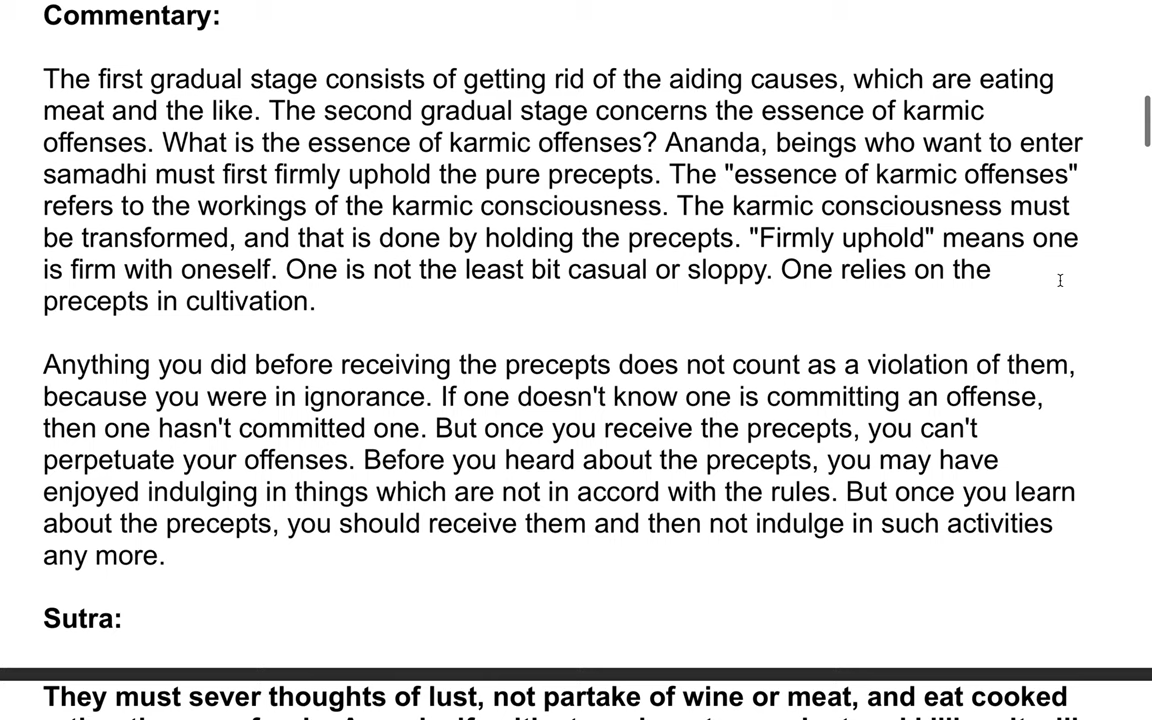 Commentary:
The first gradual stage consists of getting rid of the aiding causes, which are eating
meat and the like. The second gradual stage concerns the essence of karmic
offenses. What is the essence of karmic offenses? Ananda, beings who want to enter
samadhi must first firmly uphold the pure precepts. The "essence of karmic offenses"
refers to the workings of the karmic consciousness. The karmic consciousness must
be transformed, and that is done by holding the precepts. "Firmly uphold" means one
is firm with oneself. One is not the least bit casual or sloppy. One relies on the
precepts in cultivation.
Anything you did before receiving the precepts does not count as a violation of them,
because you were in ignorance. If one doesn't know one is committing an offense,
then one hasn't committed one. But once you receive the precepts, you can't
perpetuate your offenses. Before you heard about the precepts, you may have
enjoyed indulging in things which are not in accord with the rules. But once you learn
about the precepts, you should receive them and then not indulge in such activities
any more.
Sutra:
They must sever thoughts of lust, not partake of wine or meat, and eat cooked